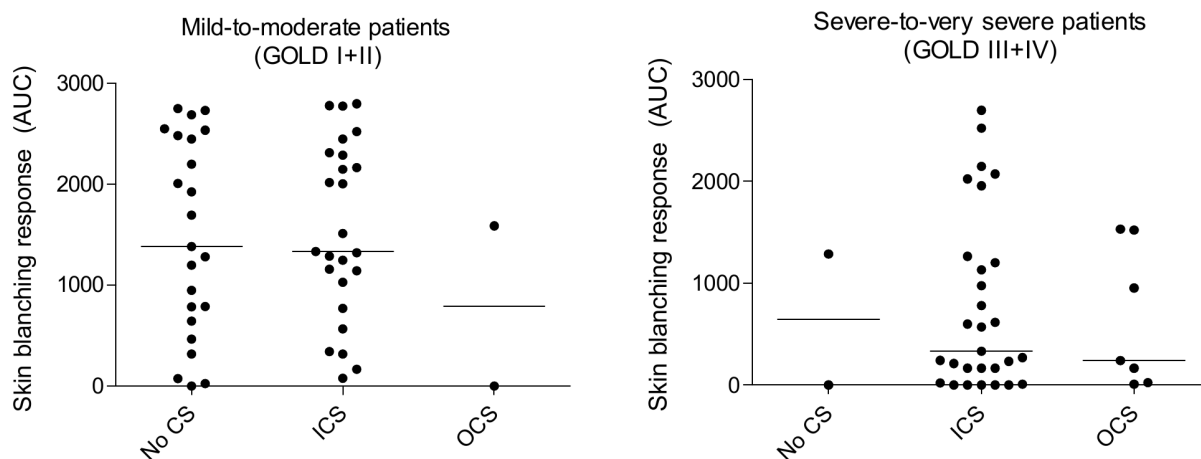 Mild-to-moderate patients
(GOLD I+II)
Skin blanching response (AUC)
3000
2000
1000
0
No CS
ICS
OCS
Severe-to-very severe patients
(GOLD III+IV)
Skin blanching response (AUC)
3000
2000
1000
0
No CS
ICS
OCS